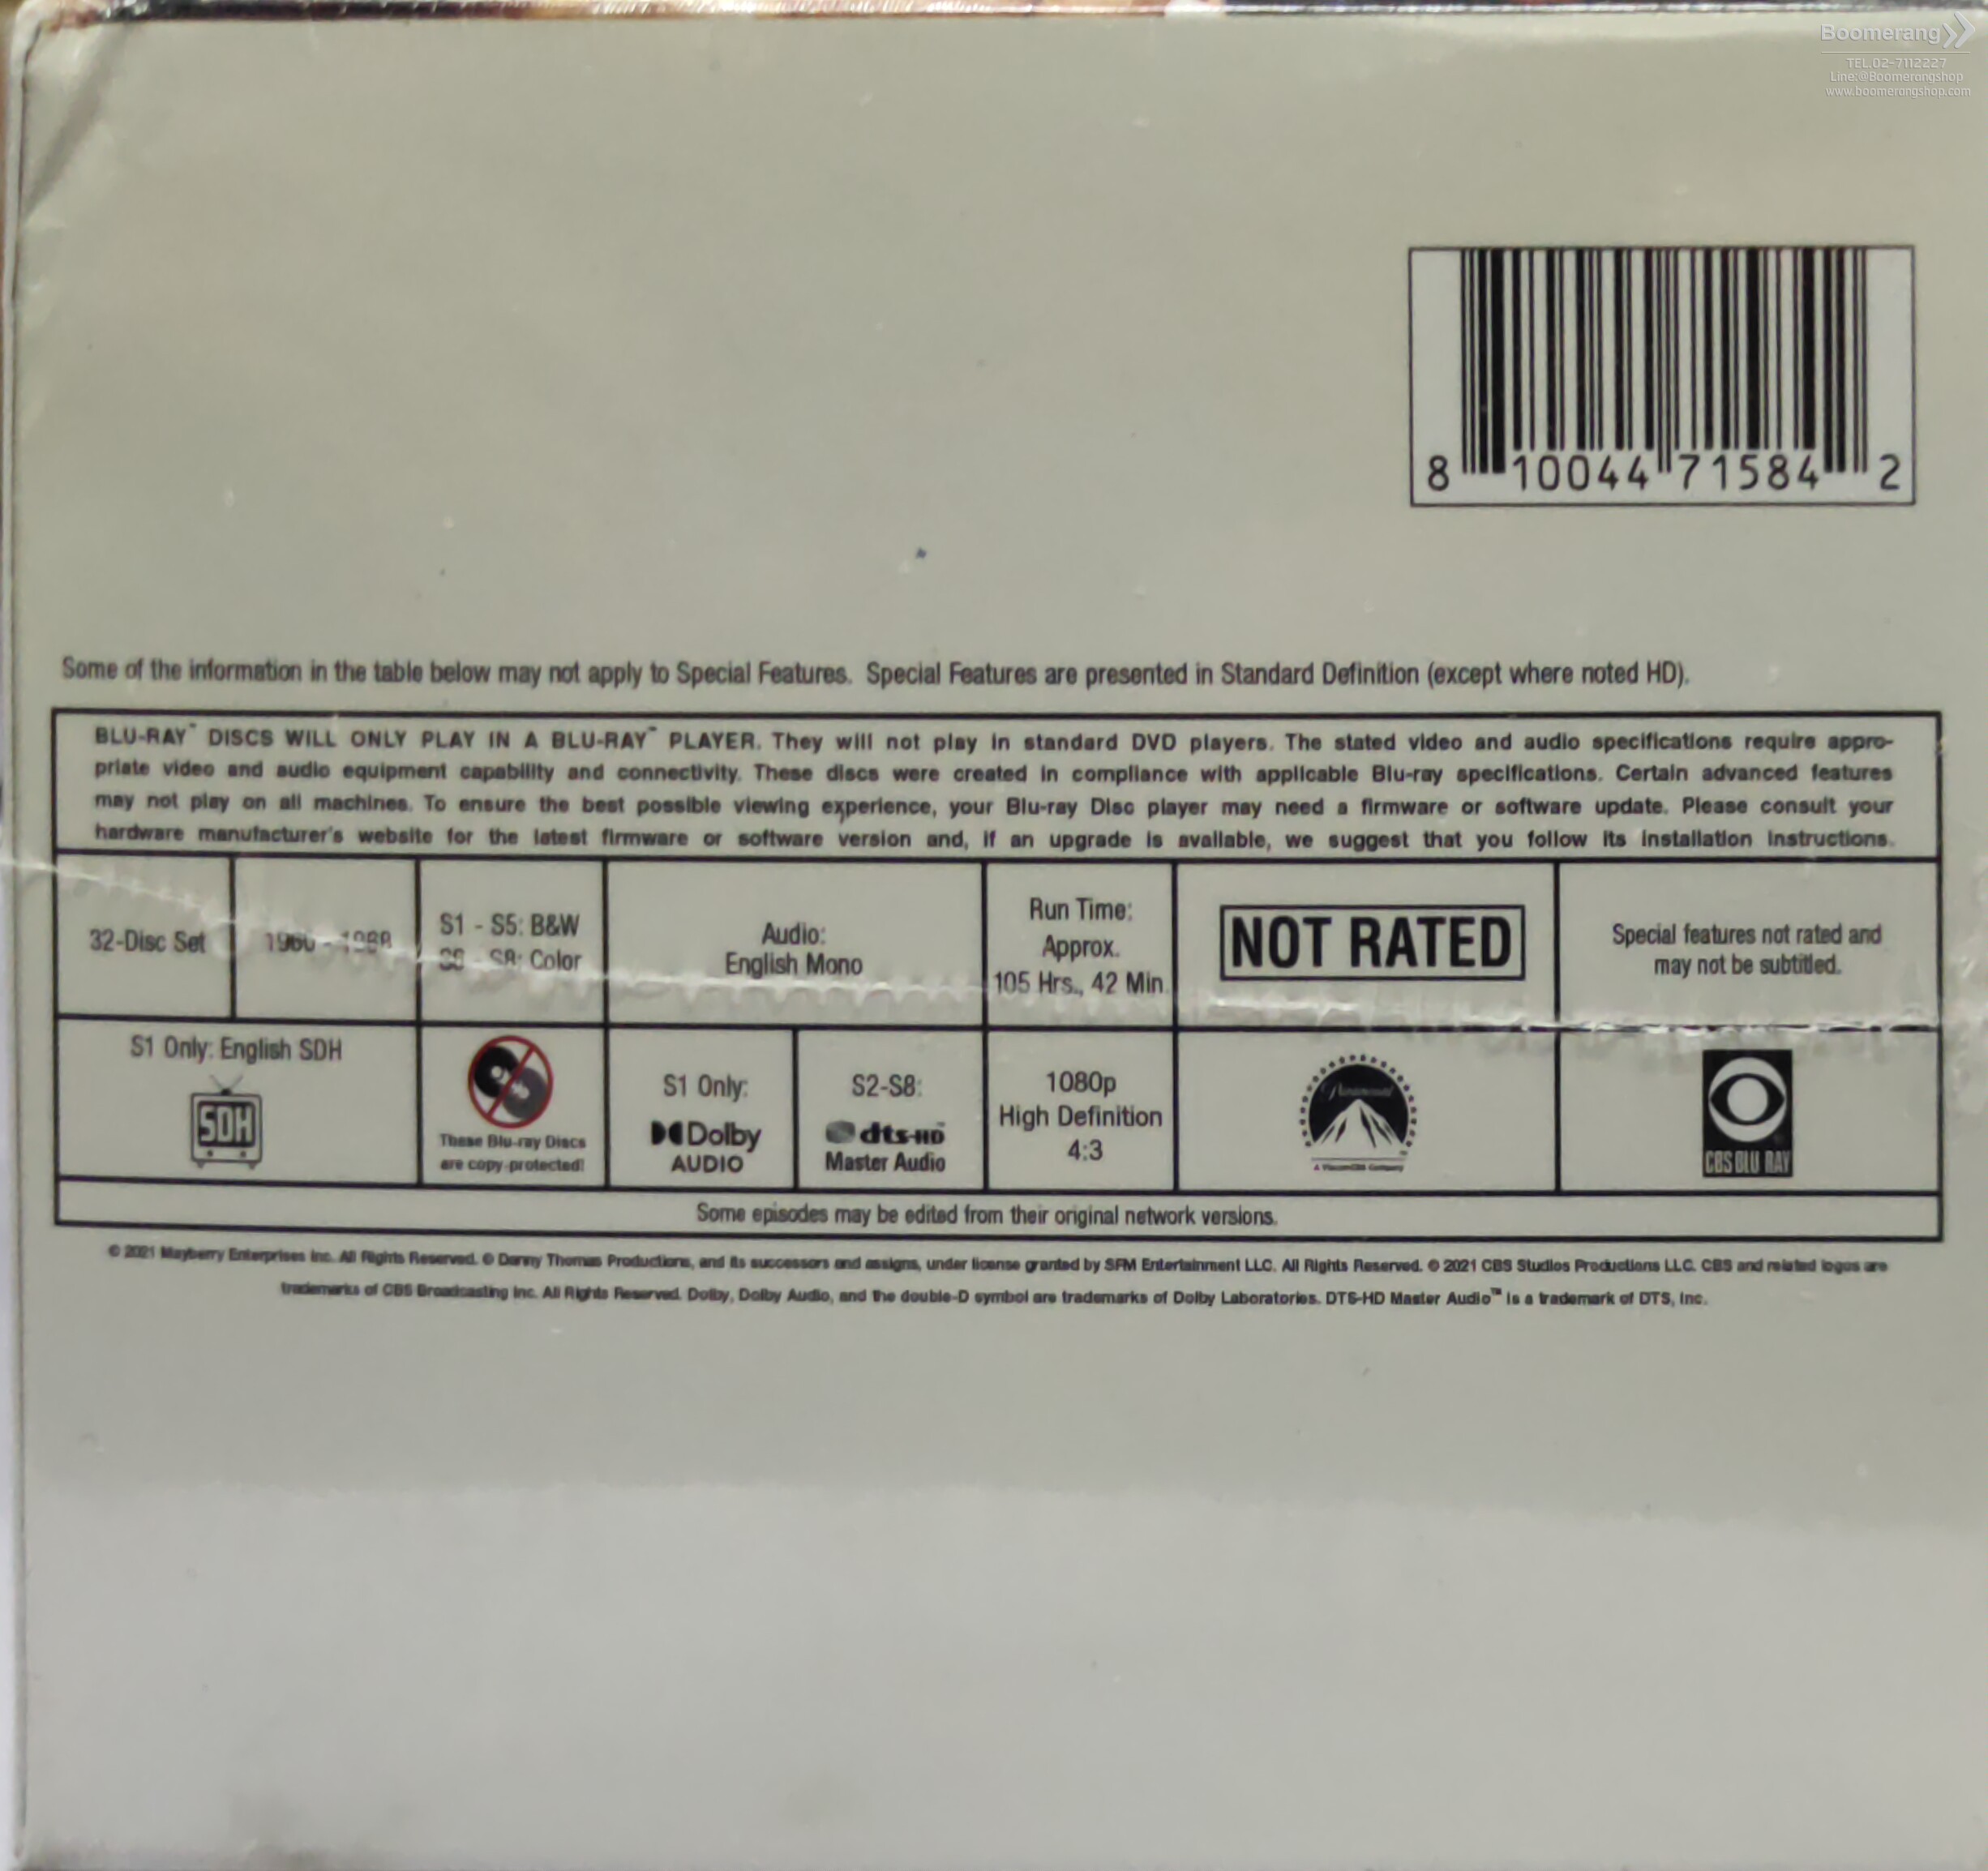 Boomerang
TEL.02-7112227
Line:@Boomerangshop
www.boomerangshop.com
8 10044 71584 2
Some of the information in the table below may not apply to Special Features. Special Features are presented in Standard Definition (except where noted HD).
BLU-RAY™ DISCS WILL ONLY PLAY IN A BLU-RAY™ PLAYER. They will not play in standard DVD players. The stated video and audio specifications require appro-
priate video and audio equipment capability and connectivity. These discs were created in compliance with applicable Blu-ray specifications. Certain advanced features
may not play on all machines. To ensure the best possible viewing experience, your Blu-ray Disc player may need a firmware or software update. Please consult your
hardware manufacturer's website for the latest firmware or software version and, if an upgrade is available, we suggest that you follow its installation instructions.
32-Disc Set
1960 - 1968
S1 - S5: B&W
S6 - S8: Color
Audio:
English Mono
Run Time:
Approx.
105 Hrs., 42 Min.
NOT RATED
Special features not rated and
may not be subtitled.
S1 Only: English SDH
SDH
These Blu-ray Discs
are copy-protected!
S1 Only:
Dolby
AUDIO
S2-S8:
dts-HD
Master Audio
1080p
High Definition
4:3
Paramount
A ViacomCBS Company
CBS BLU RAY
Some episodes may be edited from their original network versions.
© 2021 Mayberry Enterprises Inc. All Rights Reserved. © Danny Thomas Productions, and its successors and assigns, under license granted by SFM Entertainment LLC. All Rights Reserved. © 2021 CBS Studios Productions LLC. CBS and related logos are
trademarks of CBS Broadcasting Inc. All Rights Reserved. Dolby, Dolby Audio, and the double-D symbol are trademarks of Dolby Laboratories. DTS-HD Master Audio™ is a trademark of DTS, Inc.